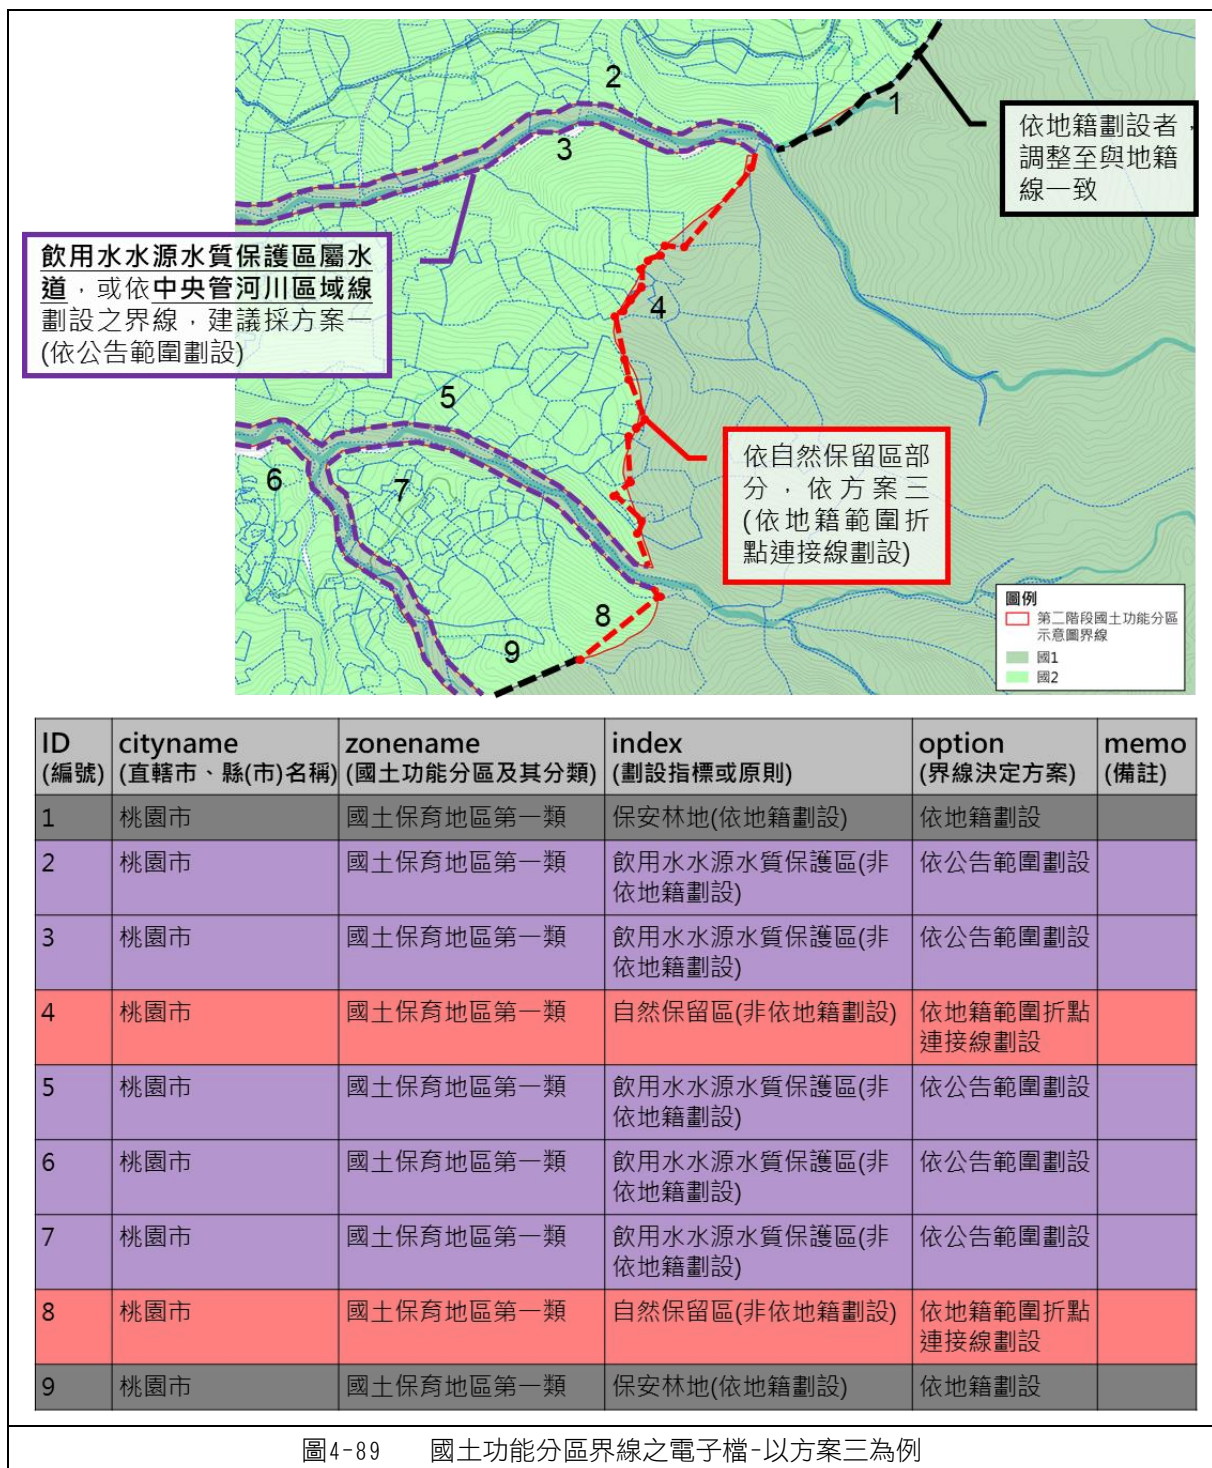 2
1
3
依地籍劃設者，
調整至與地籍
線一致
飲用水水源水質保護區屬水
道，或依中央管河川區域線
劃設之界線，建議採方案一
(依公告範圍劃設)
4
5
依自然保留區部
分，依方案三
(依地籍範圍折
點連接線劃設)
6
7
8
9
圖例
第二階段國土功能分區
示意圖界線
國1
國2
ID cityname zonename index option memo
(編號) (直轄市、縣(市)名稱) (國土功能分區及其分類) (劃設指標或原則) (界線決定方案) (備註)
1 桃園市 國土保育地區第一類 保安林地(依地籍劃設) 依地籍劃設
2 桃園市 國土保育地區第一類 飲用水水源水質保護區(非 依公告範圍劃設
依地籍劃設)
3 桃園市 國土保育地區第一類 飲用水水源水質保護區(非 依公告範圍劃設
依地籍劃設)
4 桃園市 國土保育地區第一類 自然保留區(非依地籍劃設) 依地籍範圍折點
連接線劃設
5 桃園市 國土保育地區第一類 飲用水水源水質保護區(非 依公告範圍劃設
依地籍劃設)
6 桃園市 國土保育地區第一類 飲用水水源水質保護區(非 依公告範圍劃設
依地籍劃設)
7 桃園市 國土保育地區第一類 飲用水水源水質保護區(非 依公告範圍劃設
依地籍劃設)
8 桃園市 國土保育地區第一類 自然保留區(非依地籍劃設) 依地籍範圍折點
連接線劃設
9 桃園市 國土保育地區第一類 保安林地(依地籍劃設) 依地籍劃設
圖4-89 國土功能分區界線之電子檔-以方案三為例